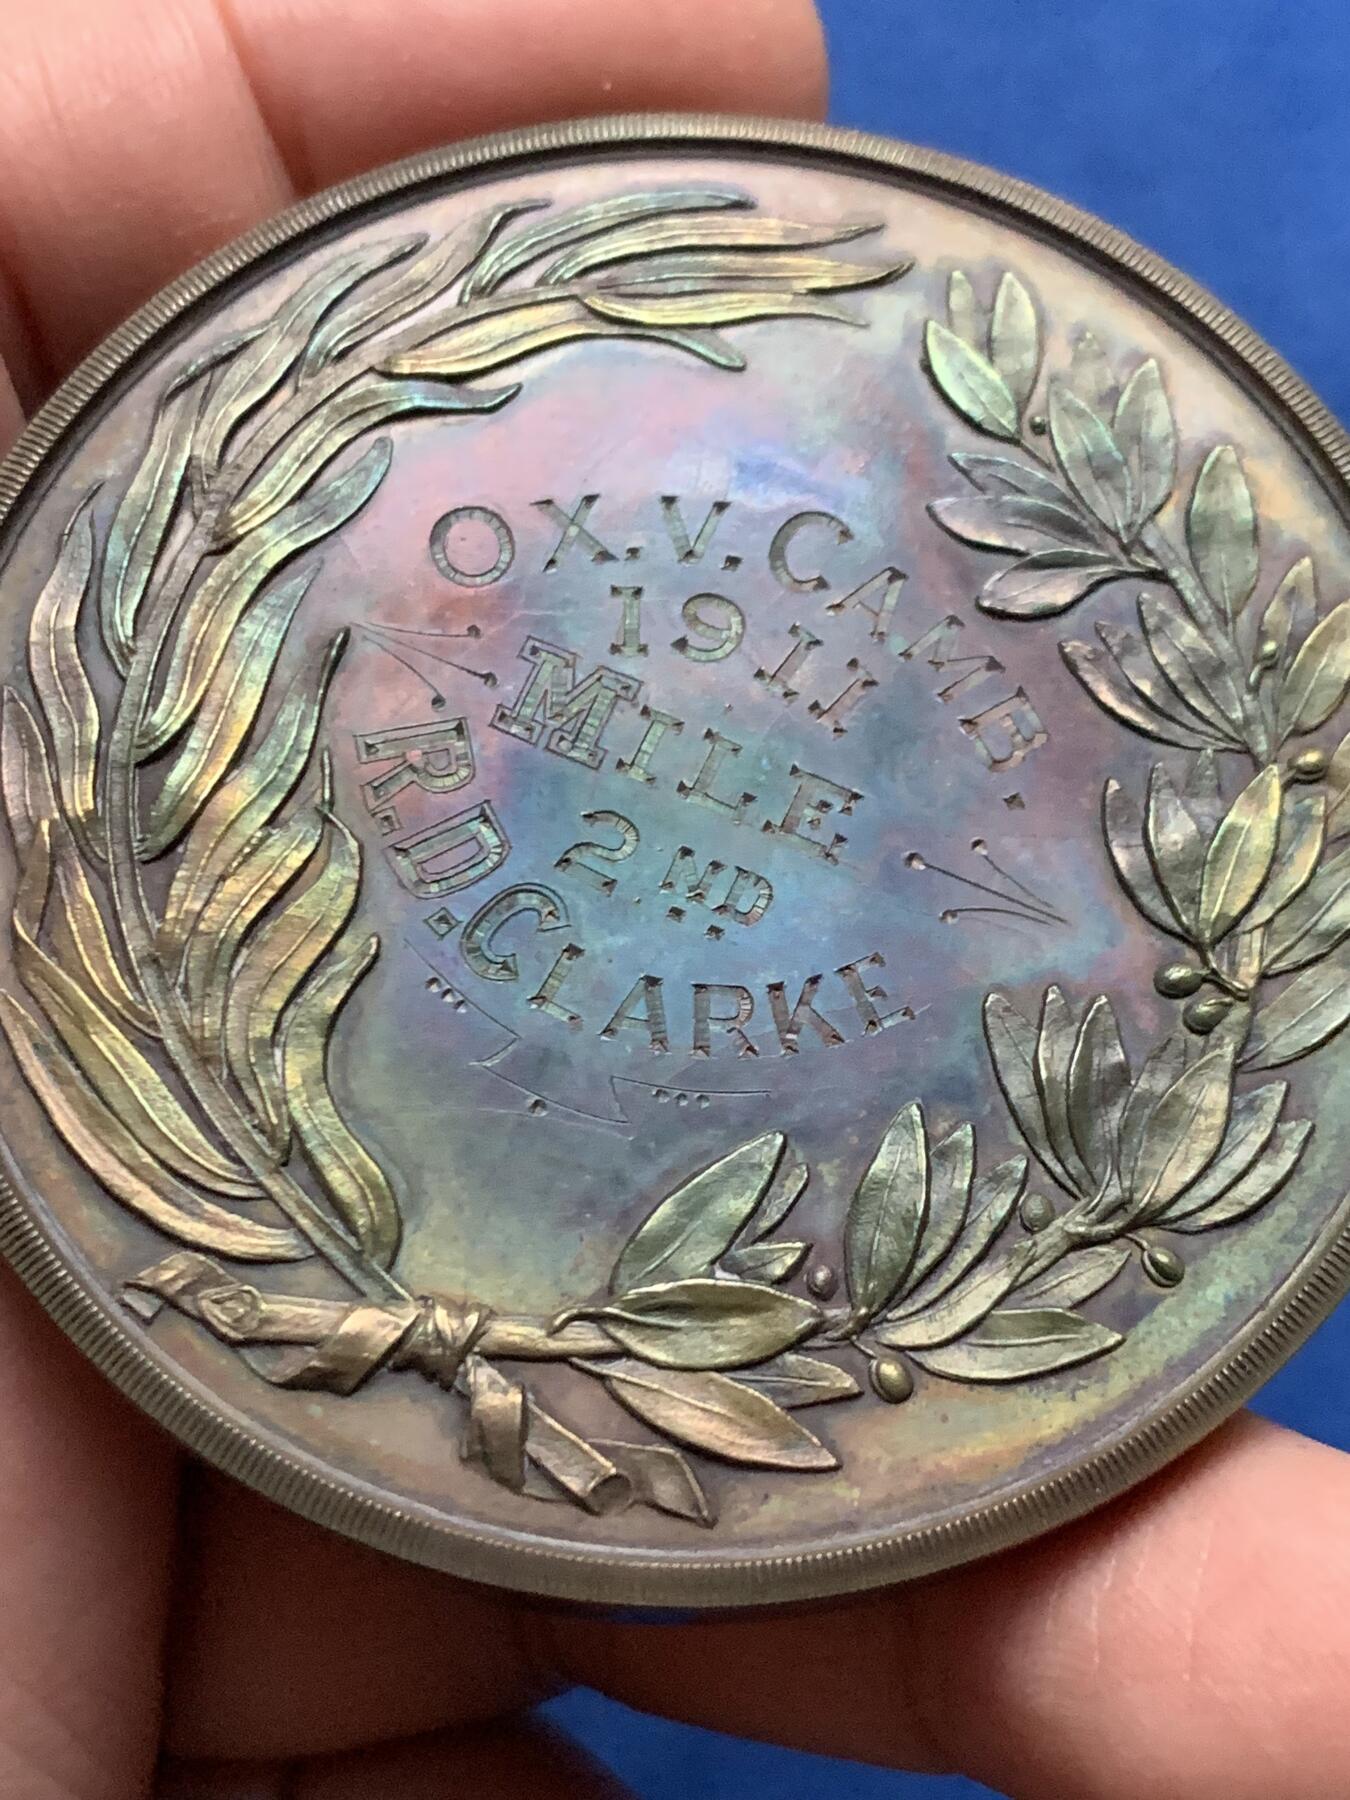 OX.V.CAMB.
1911
MILE
2ND
R.D.CLARKE